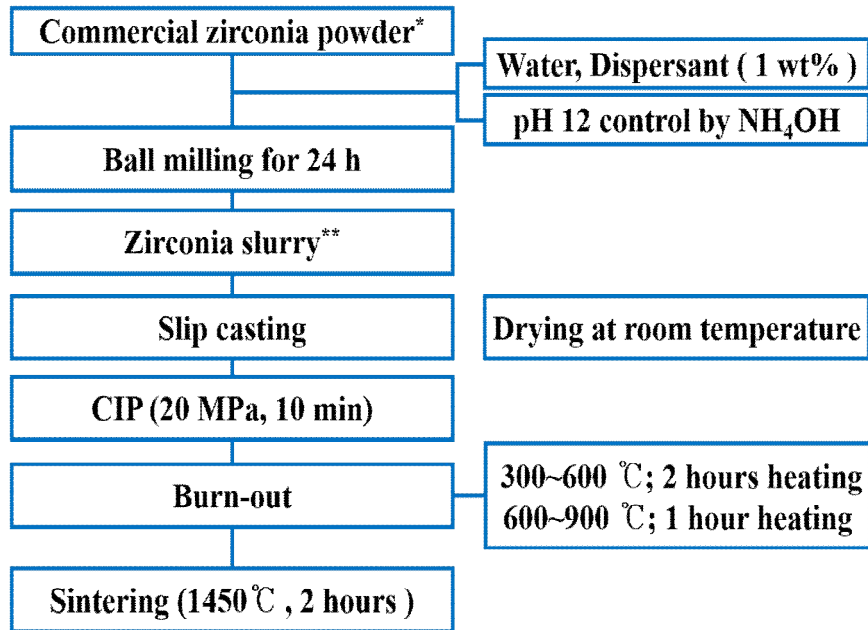 Commercial zirconia powder*
Water, Dispersant ( 1 wt% )
pH 12 control by NH₄OH
Ball milling for 24 h
Zirconia slurry**
Slip casting
Drying at room temperature
CIP (20 MPa, 10 min)
Burn-out
300~600 ℃; 2 hours heating
600~900 ℃; 1 hour heating
Sintering (1450℃ , 2 hours )